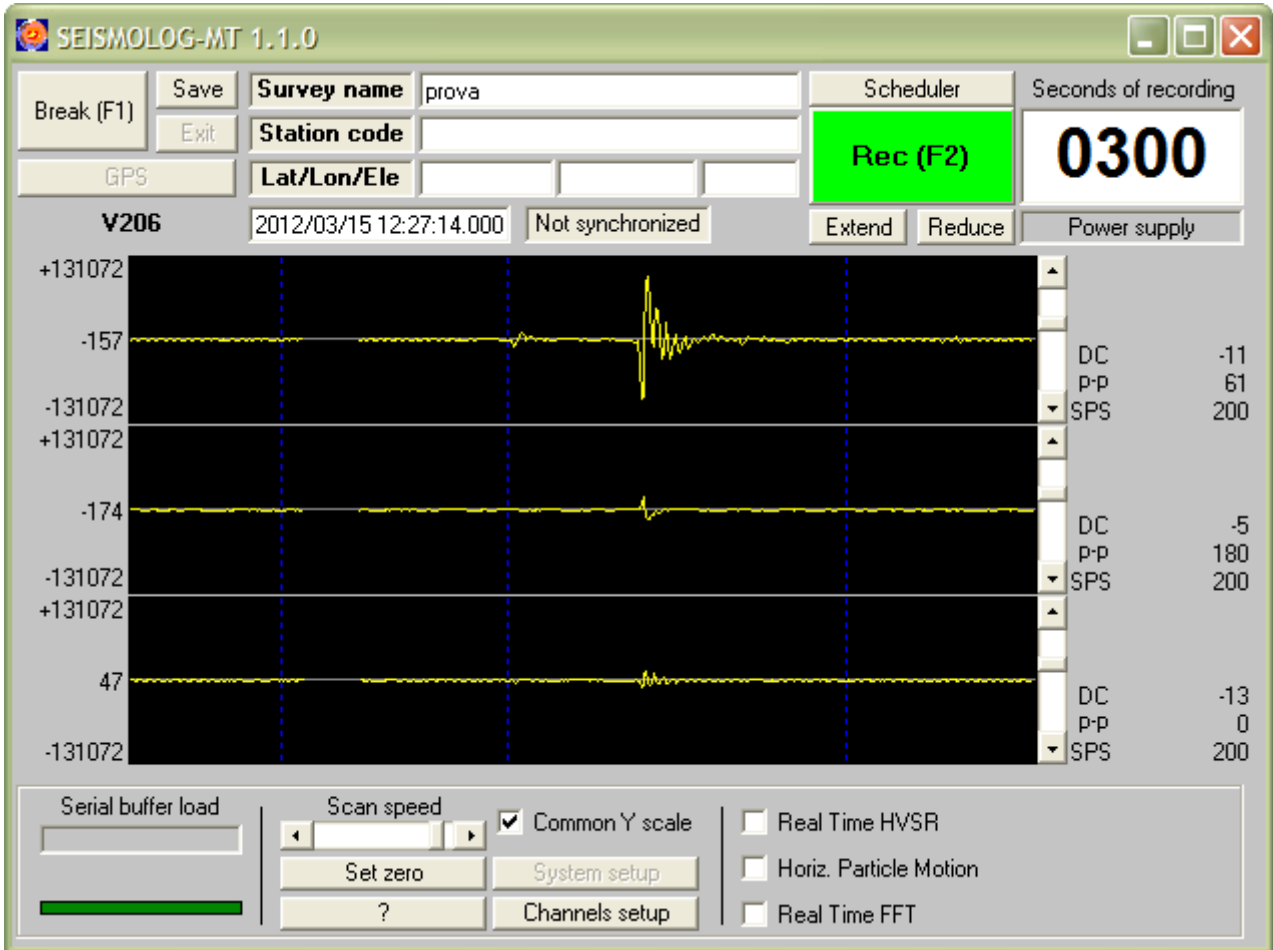 SEISMOLOG-MT 1.1.0
Break (F1)
Save
Survey name
prova
Scheduler
Seconds of recording
Exit
Station code
Rec (F2)
0300
GPS
Lat/Lon/Ele
V206
2012/03/15 12:27:14.000
Not synchronized
Extend
Reduce
Power supply
+131072
-157
-131072
DC -11
p-p 61
SPS 200
+131072
-174
-131072
DC -5
p-p 180
SPS 200
+131072
47
-131072
DC -13
p-p 0
SPS 200
Serial buffer load
Scan speed
Common Y scale
Real Time HVSR
Set zero
System setup
Horiz. Particle Motion
?
Channels setup
Real Time FFT